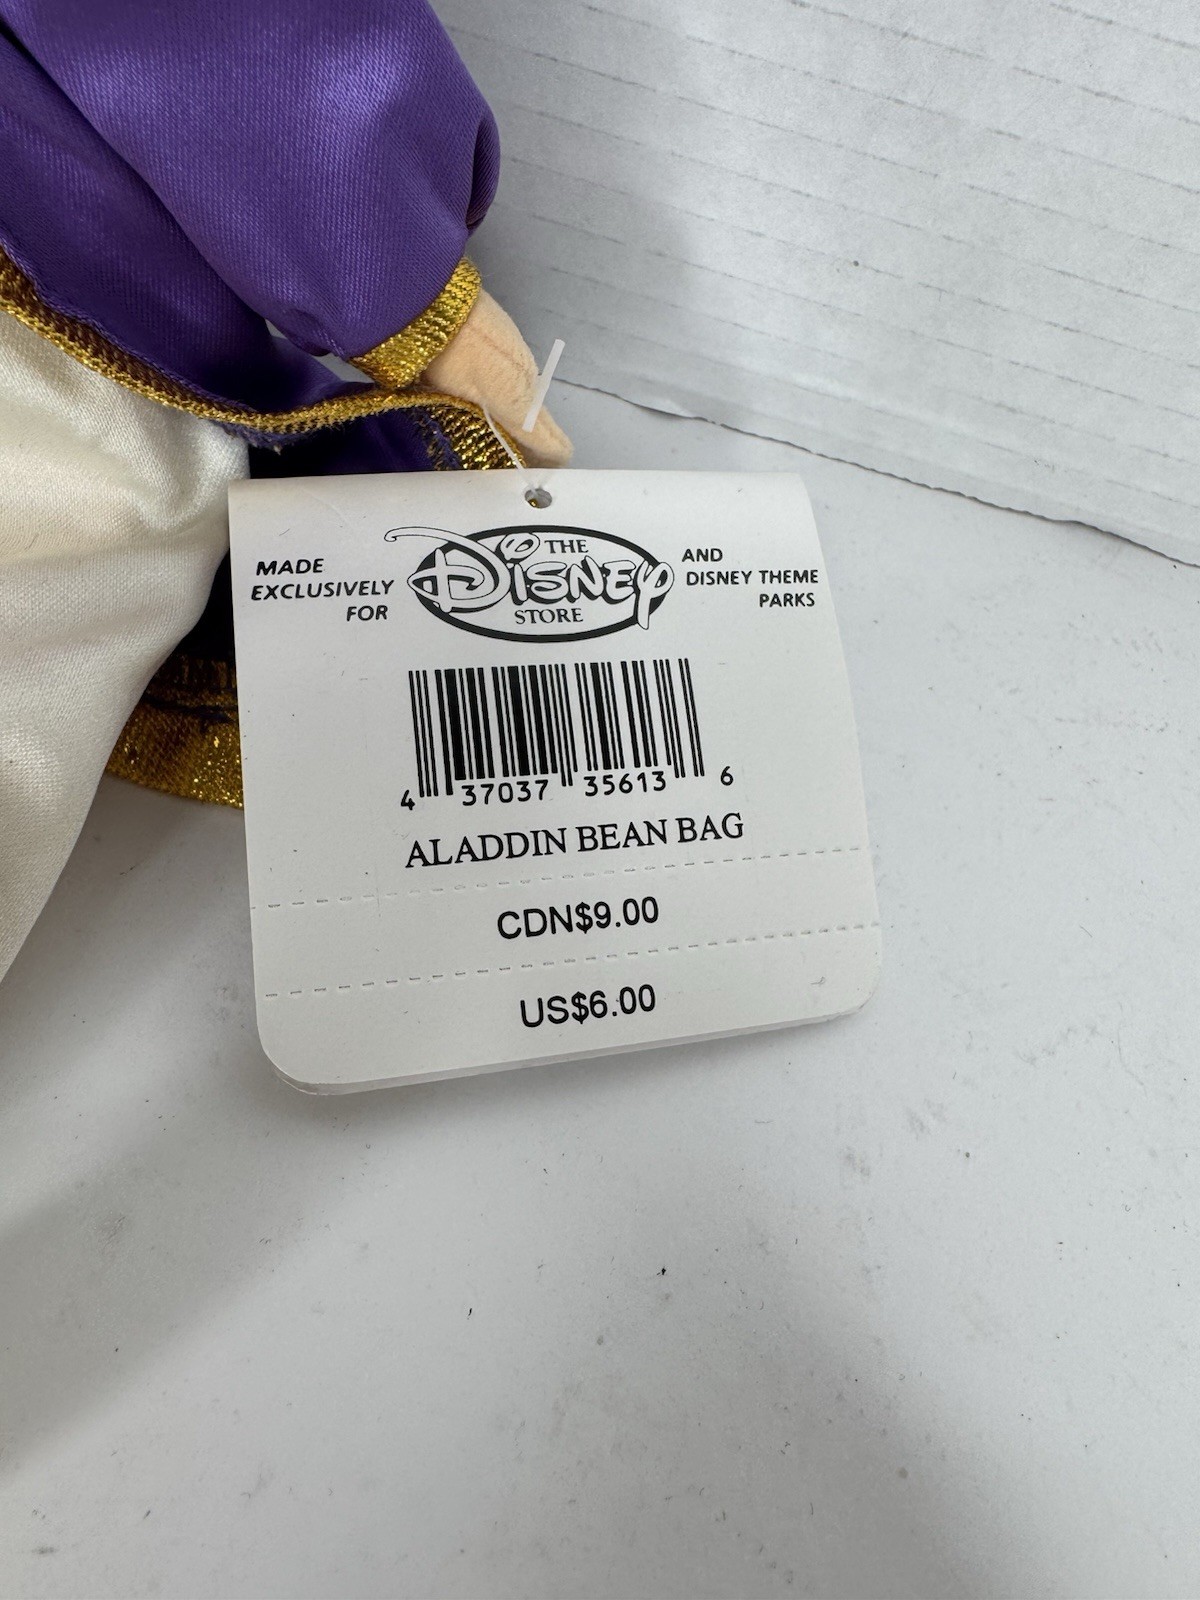 MADE
EXCLUSIVELY
FOR
THE
Disney
STORE
AND
DISNEY THEME
PARKS
4 37037 35613 6
ALADDIN BEAN BAG
CDN$9.00
US$6.00